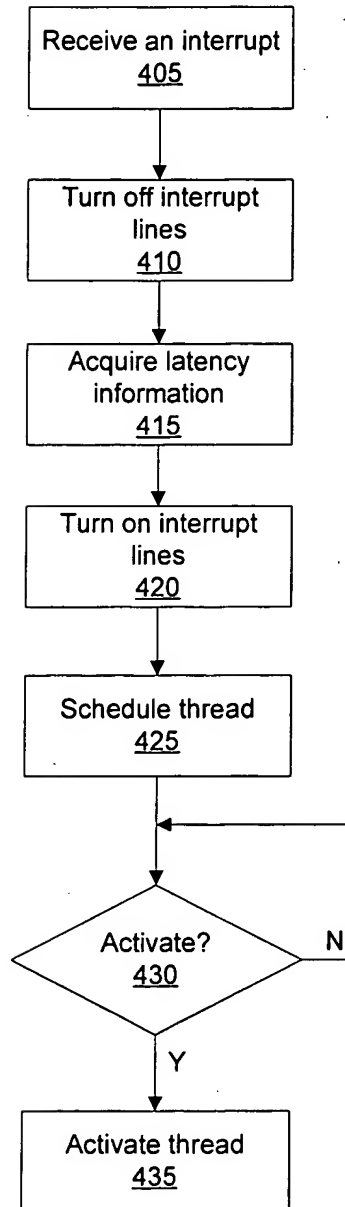 Receive an interrupt
405
Turn off interrupt
lines
410
Acquire latency
information
415
Turn on interrupt
lines
420
Schedule thread
425
Activate?
430
N
Y
Activate thread
435